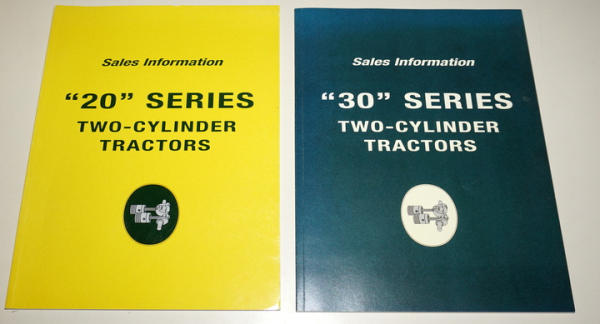 Sales Information
"20" SERIES
TWO-CYLINDER
TRACTORS
Sales Information
"30" SERIES
TWO-CYLINDER
TRACTORS